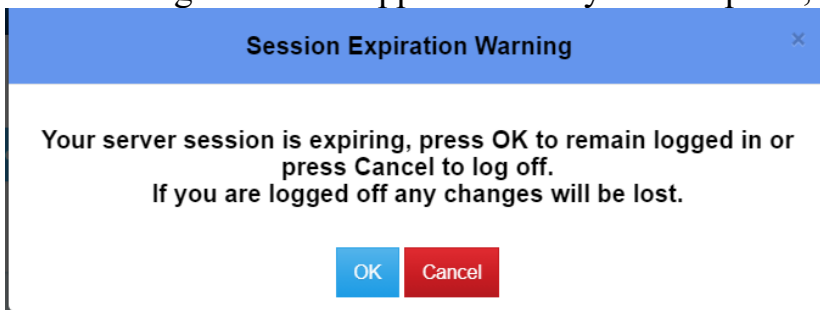 Session Expiration Warning ×
Your server session is expiring, press OK to remain logged in or
press Cancel to log off.
If you are logged off any changes will be lost.
OK Cancel